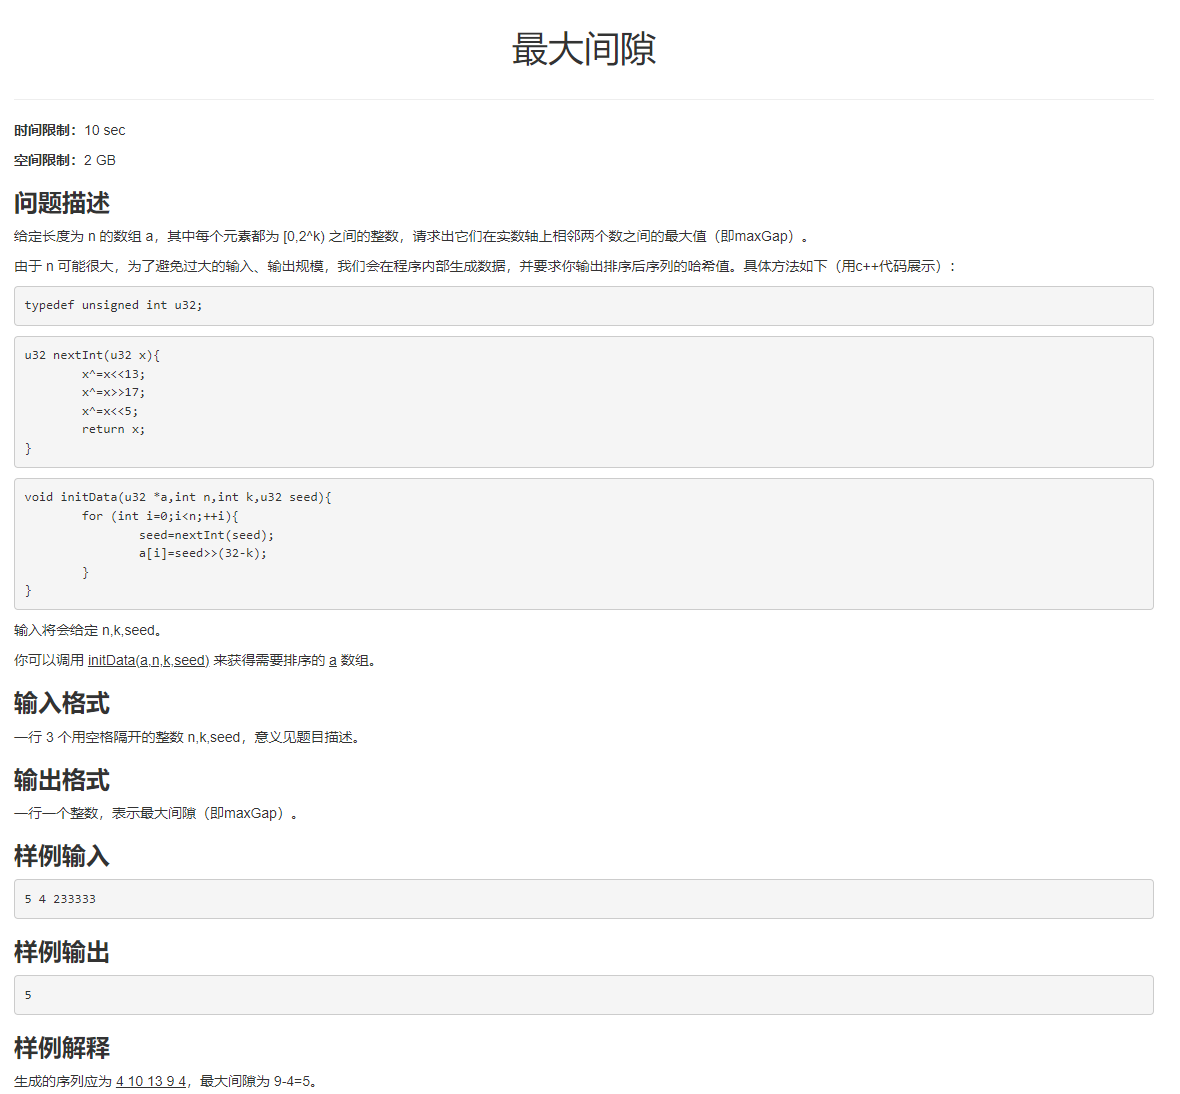 最大间隙
时间限制：10 sec
空间限制：2 GB
问题描述
给定长度为 n 的数组 a，其中每个元素都为 [0,2^k) 之间的整数，请求出它们在实数轴上相邻两个数之间的最大值（即maxGap）。
由于 n 可能很大，为了避免过大的输入、输出规模，我们会在程序内部生成数据，并要求你输出排序后序列的哈希值。具体方法如下（用c++代码展示）：
typedef unsigned int u32;
u32 nextInt(u32 x){
x^=x<<13;
x^=x>>17;
x^=x<<5;
return x;
}
void initData(u32 *a,int n,int k,u32 seed){
for (int i=0;i<n;++i){
seed=nextInt(seed);
a[i]=seed>>(32-k);
}
}
输入将会给定 n,k,seed。
你可以调用 initData(a,n,k,seed) 来获得需要排序的 a 数组。
输入格式
一行 3 个用空格隔开的整数 n,k,seed，意义见题目描述。
输出格式
一行一个整数，表示最大间隙（即maxGap）。
样例输入
5 4 233333
样例输出
5
样例解释
生成的序列应为 4 10 13 9 4，最大间隙为 9-4=5。